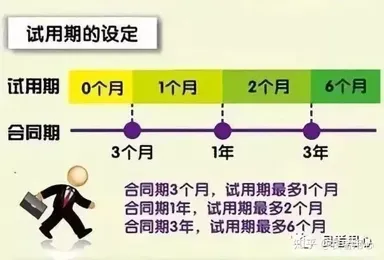 试用期的设定
试用期 0个月 1个月 2个月 6个月
合同期
3个月 1年 3年
合同期3个月，试用期最多1个月
合同期1年，试用期最多2个月
合同期3年，试用期最多6个月